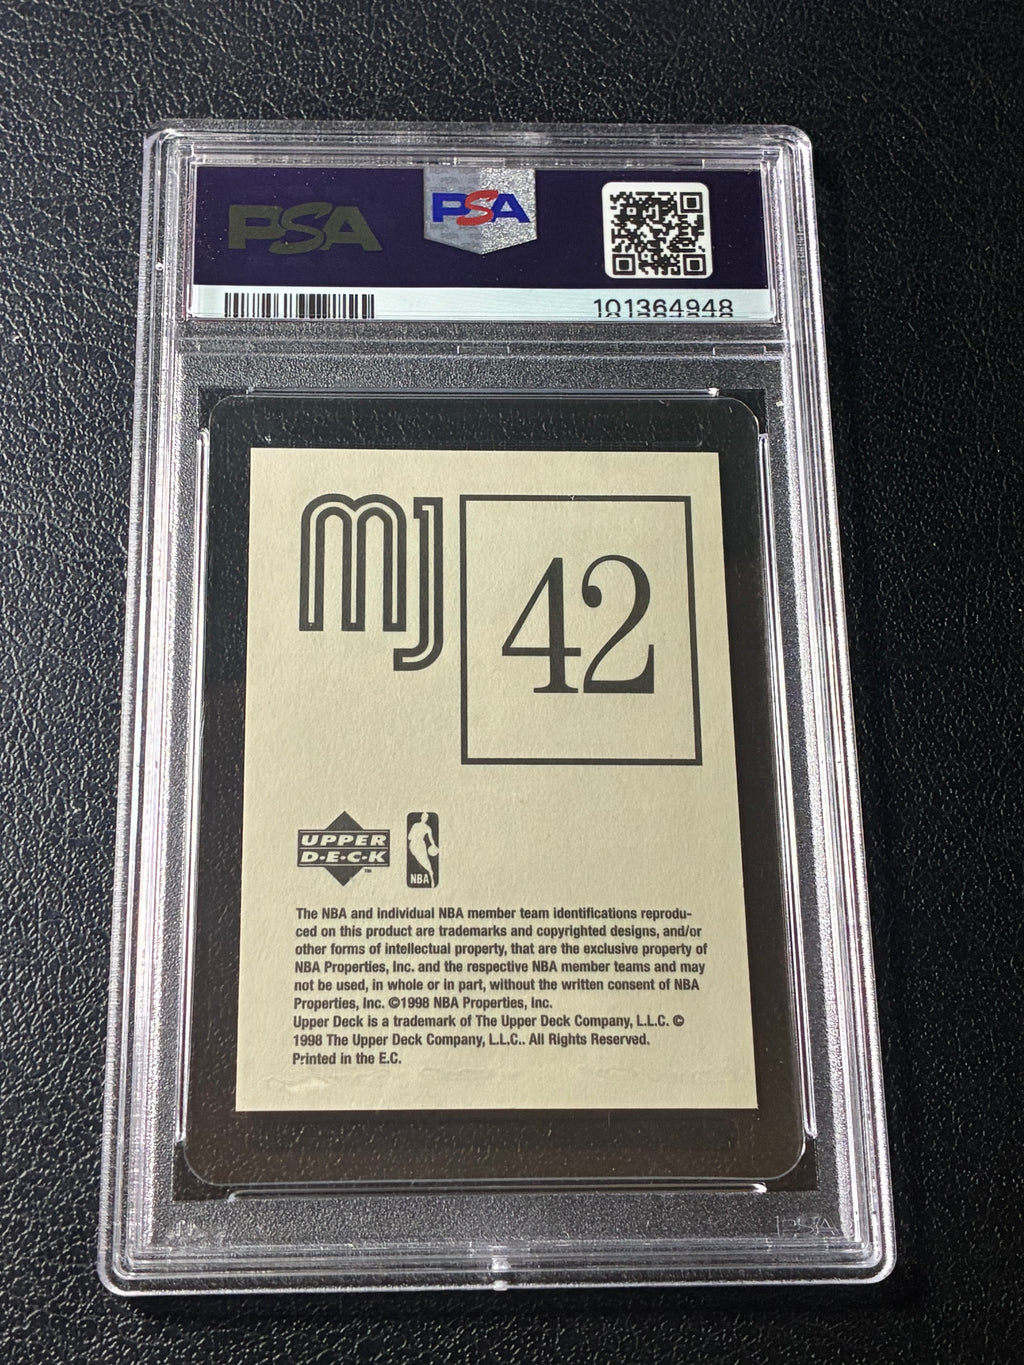 PSA
PSA
101364948
MJ
42
UPPER
D·E·C·K
TM
NBA
The NBA and individual NBA member team identifications reprodu-
ced on this product are trademarks and copyrighted designs, and/or
other forms of intellectual property, that are the exclusive property of
NBA Properties, Inc. and the respective NBA member teams and may
not be used, in whole or in part, without the written consent of NBA
Properties, Inc. ©1998 NBA Properties, Inc.
Upper Deck is a trademark of The Upper Deck Company, L.L.C. ©
1998 The Upper Deck Company, L.L.C.. All Rights Reserved.
Printed in the E.C.
PSA